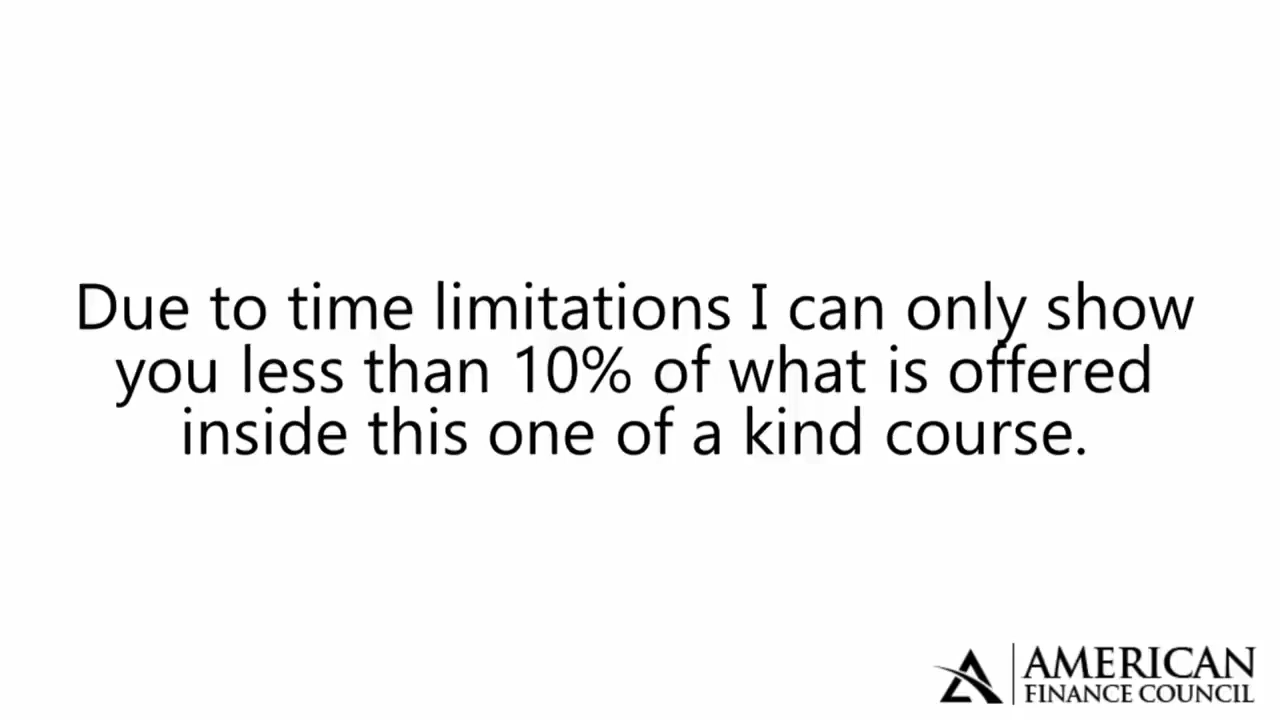 Due to time limitations I can only show
you less than 10% of what is offered
inside this one of a kind course.
AMERICAN
FINANCE COUNCIL